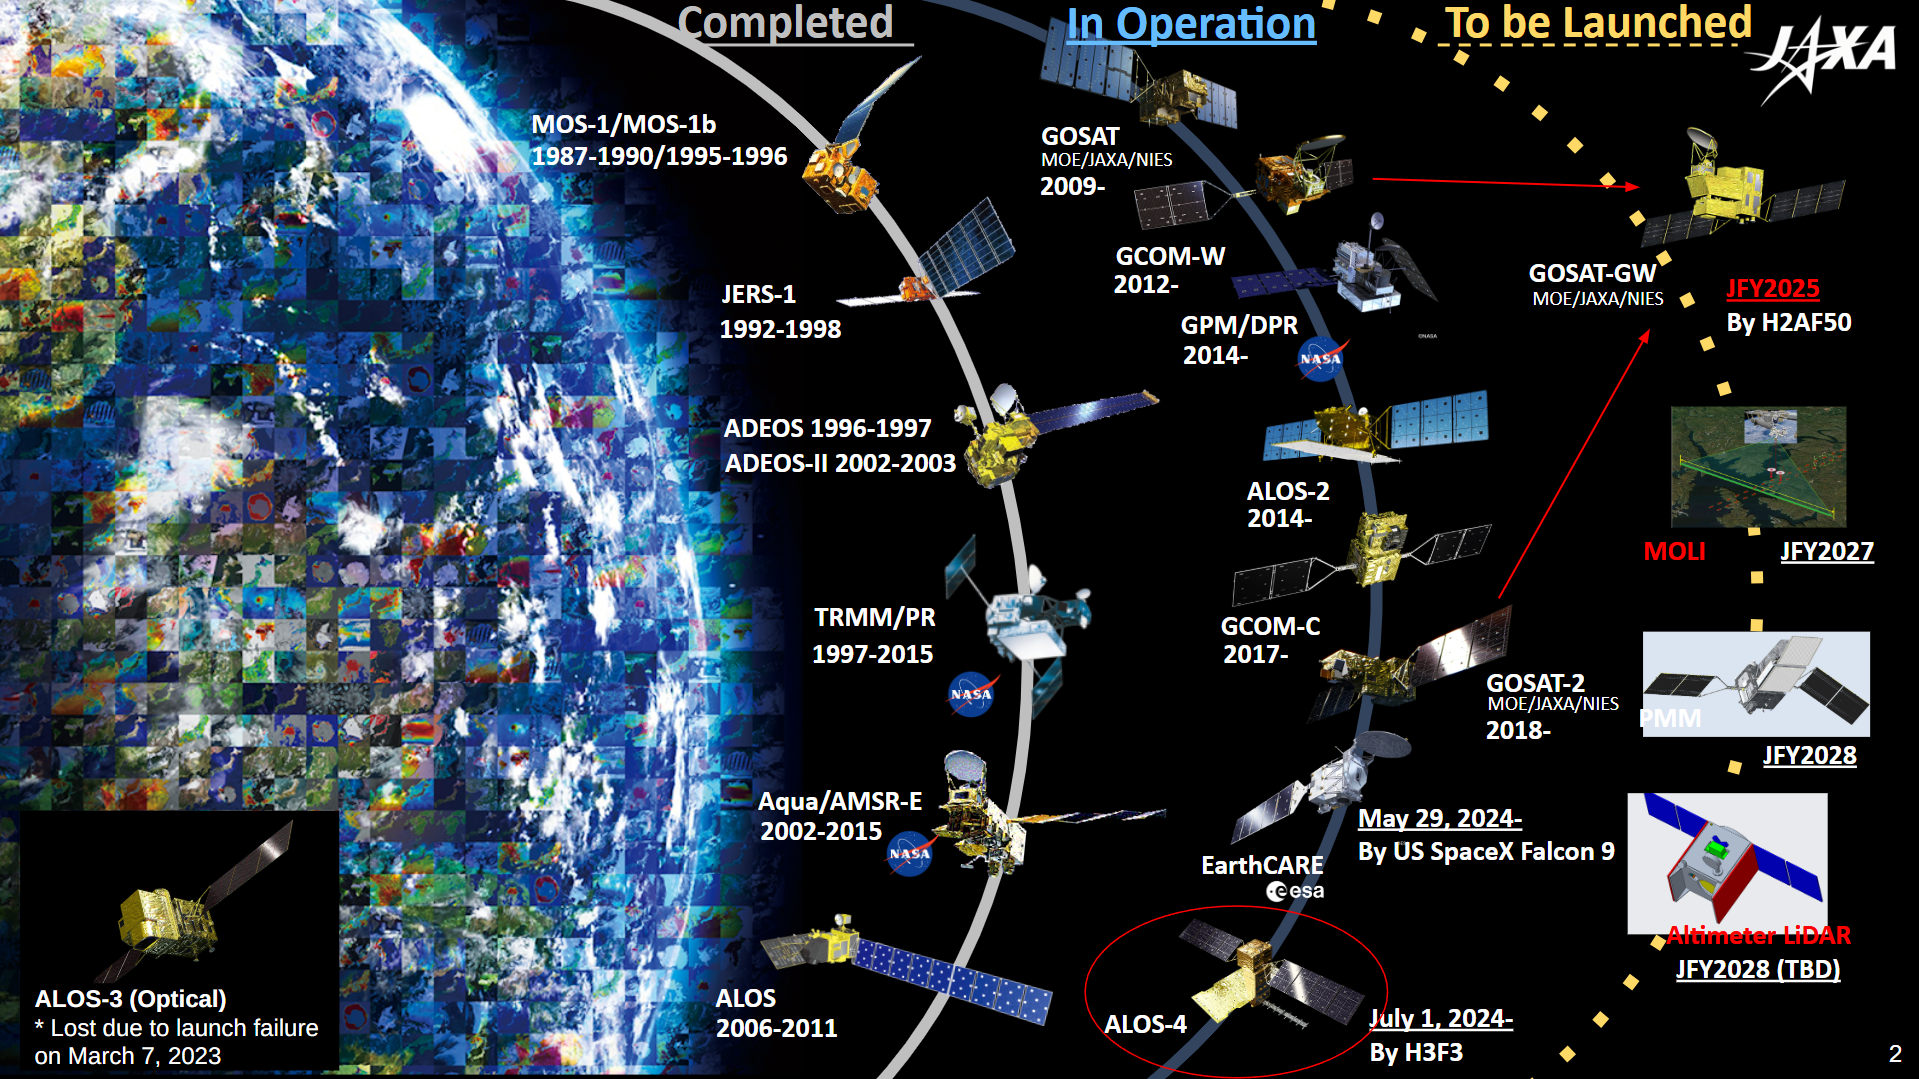 Completed
In Operation
To be Launched
JAXA
MOS-1/MOS-1b
1987-1990/1995-1996
JERS-1
1992-1998
ADEOS 1996-1997
ADEOS-II 2002-2003
TRMM/PR
1997-2015
NASA
Aqua/AMSR-E
2002-2015
NASA
ALOS
2006-2011
ALOS-3 (Optical)
* Lost due to launch failure
on March 7, 2023
GOSAT
MOE/JAXA/NIES
2009-
GCOM-W
2012-
GPM/DPR
2014-
NASA
©NASA
ALOS-2
2014-
GCOM-C
2017-
GOSAT-2
MOE/JAXA/NIES
2018-
May 29, 2024-
By US SpaceX Falcon 9
EarthCARE
esa
ALOS-4
July 1, 2024-
By H3F3
GOSAT-GW
MOE/JAXA/NIES
JFY2025
By H2AF50
MOLI
JFY2027
PMM
JFY2028
Altimeter LiDAR
JFY2028 (TBD)
2